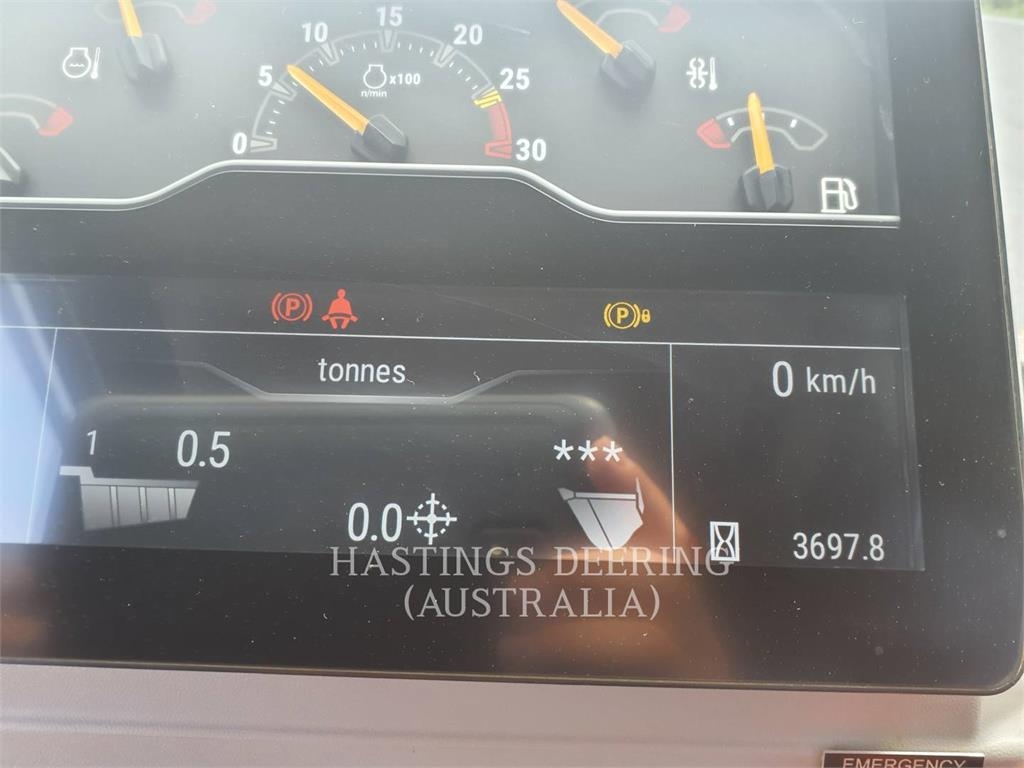 15
10 20
5 x100 25
n/min
0 30
P P
tonnes
0 km/h
1 0.5 ***
0.0
3697.8
HASTINGS DEERING
(AUSTRALIA)
EMERGENCY